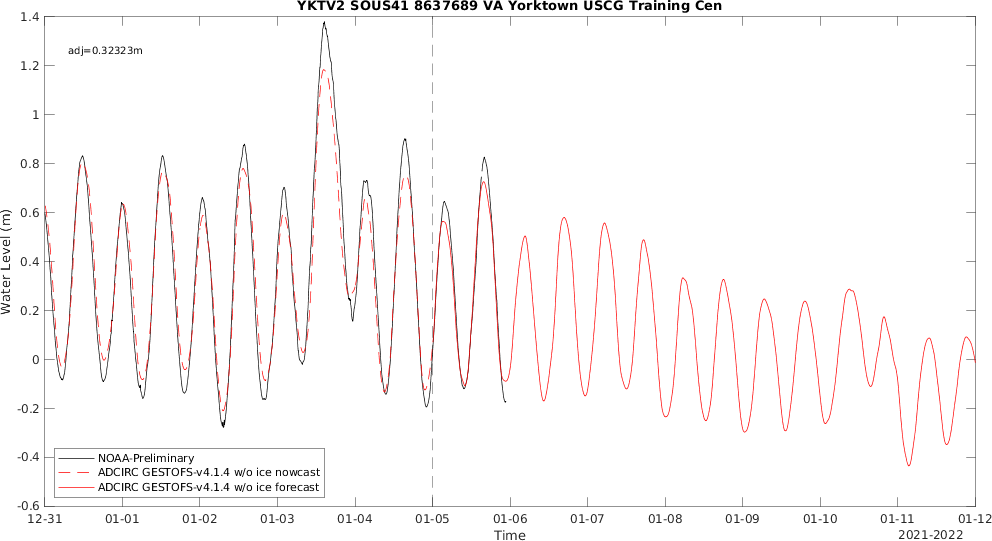 YKTV2 SOUS41 8637689 VA Yorktown USCG Training Cen
adj=0.32323m
Water Level (m)
1.4
1.2
1
0.8
0.6
0.4
0.2
0
-0.2
-0.4
-0.6
NOAA-Preliminary
ADCIRC GESTOFS-v4.1.4 w/o ice nowcast
ADCIRC GESTOFS-v4.1.4 w/o ice forecast
12-31 01-01 01-02 01-03 01-04 01-05 01-06 01-07 01-08 01-09 01-10 01-11 01-12
Time
2021-2022